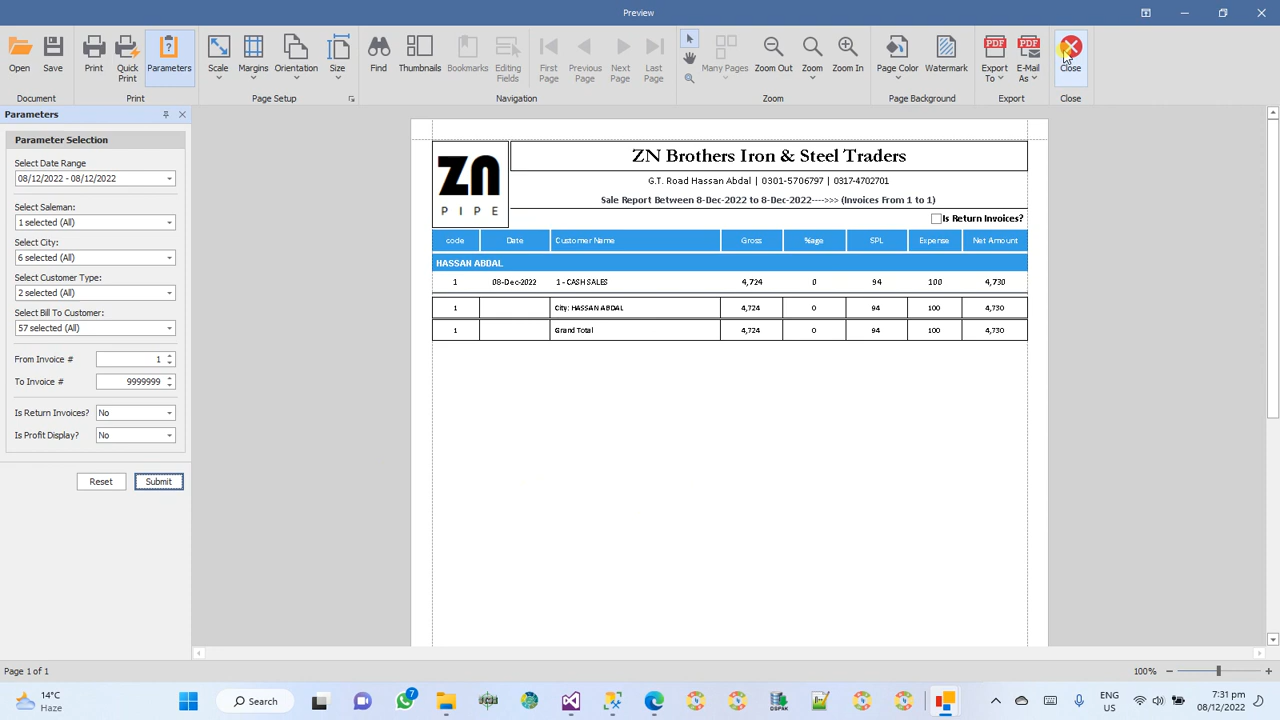 Preview
Open
Save
Print
Quick Print
Parameters
Scale
Margins
Orientation
Size
Find
Thumbnails
Bookmarks
Editing Fields
First Page
Previous Page
Next Page
Last Page
Many Pages
Zoom Out
Zoom
Zoom In
Page Color
Watermark
PDF
Export To
PDF
E-Mail As
Close
Document
Print
Page Setup
Navigation
Zoom
Page Background
Export
Close
Parameters
Parameter Selection
Select Date Range
08/12/2022 - 08/12/2022
Select Saleman:
1 selected (All)
Select City:
6 selected (All)
Select Customer Type:
2 selected (All)
Select Bill To Customer:
57 selected (All)
From Invoice # 1
To Invoice # 9999999
Is Return Invoices? No
Is Profit Display? No
Reset Submit
ZN
PIPE
ZN Brothers Iron & Steel Traders
G.T. Road Hassan Abdal | 0301-5706797 | 0317-4702701
Sale Report Between 8-Dec-2022 to 8-Dec-2022---->>> (Invoices From 1 to 1)
Is Return Invoices?
code Date Customer Name Gross %age SPL Expense Net Amount
HASSAN ABDAL
1 08-Dec-2022 1 - CASH SALES 4,724 0 94 100 4,730
1 City: HASSAN ABDAL 4,724 0 94 100 4,730
1 Grand Total 4,724 0 94 100 4,730
Page 1 of 1
100%
14°C
Haze
Search
7
DSPAK
ENG
US
7:31 pm
08/12/2022